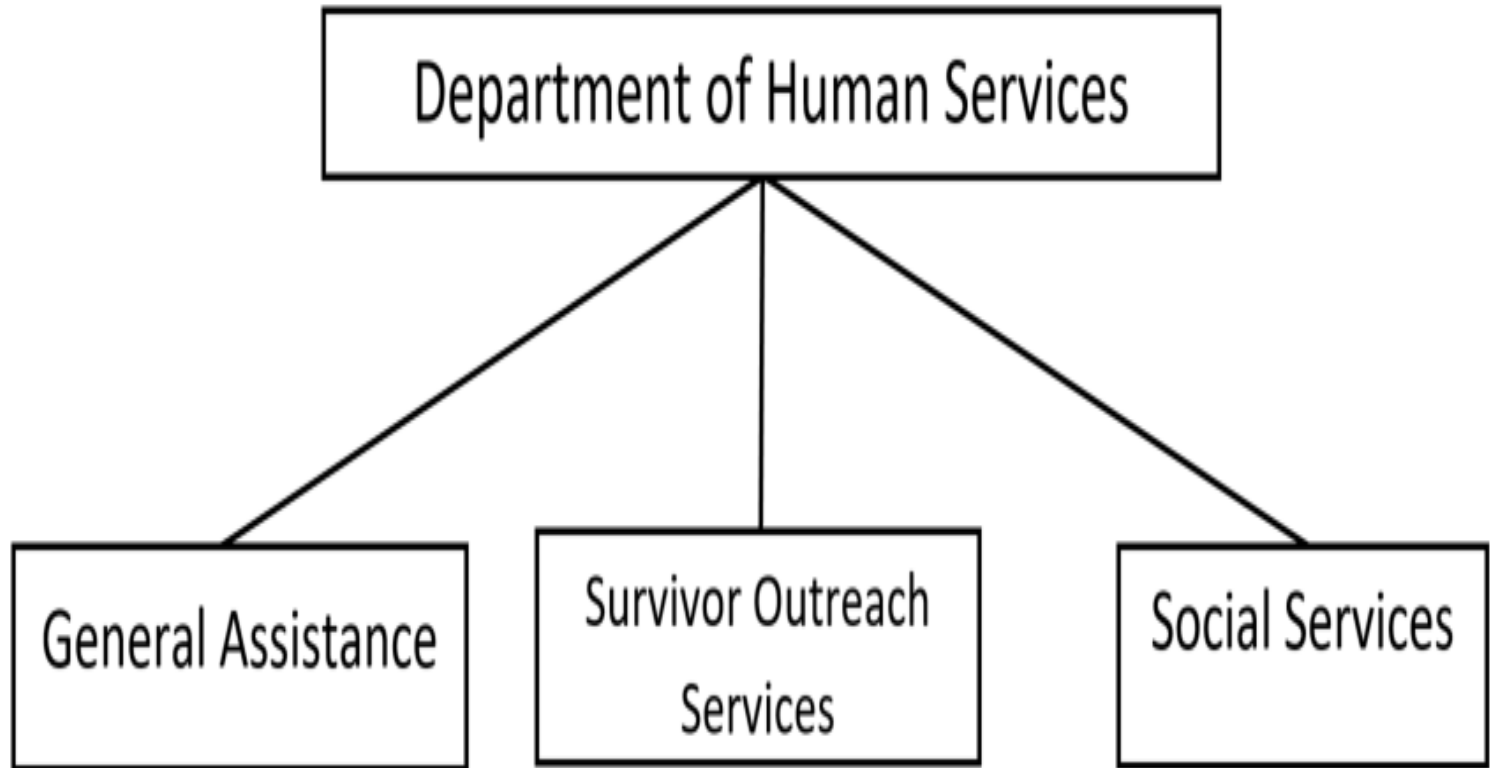 Department of Human Services
General Assistance
Survivor Outreach
Services
Social Services